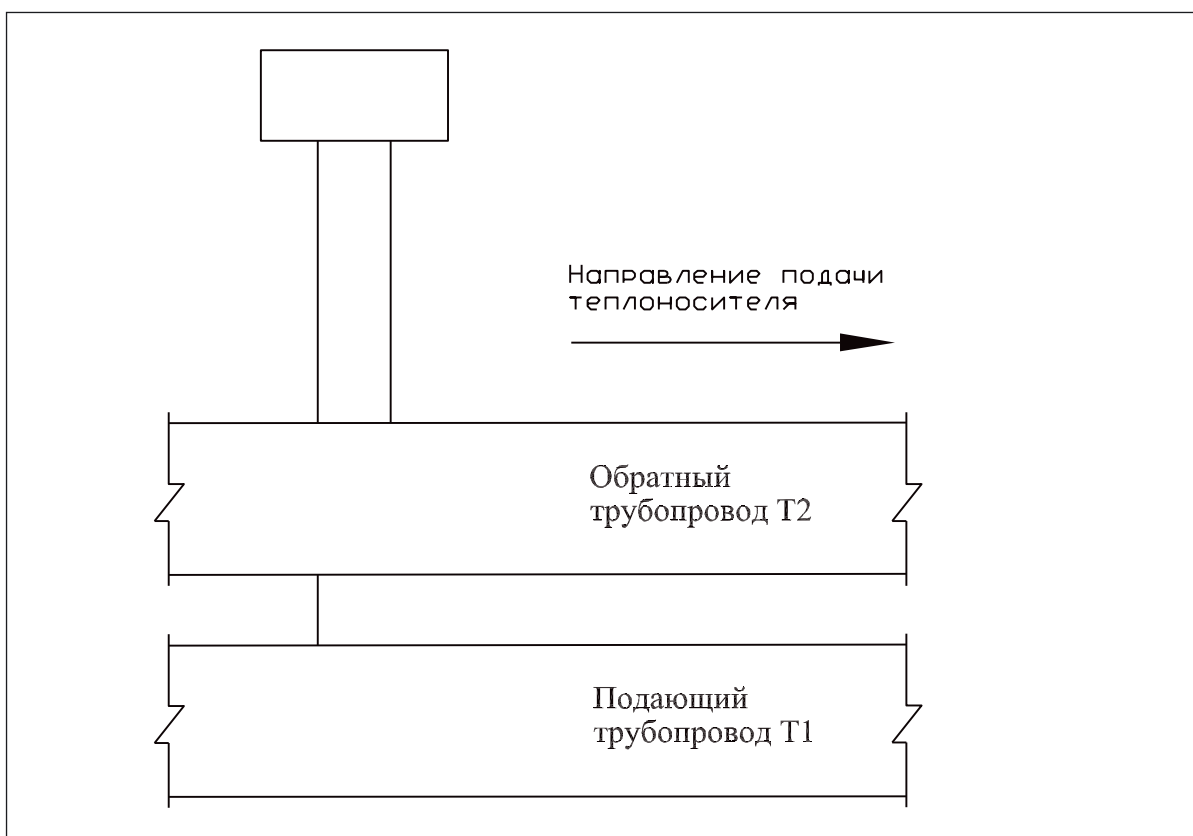 Направление подачи
теплоносителя
Обратный
трубопровод Т2
Подающий
трубопровод Т1